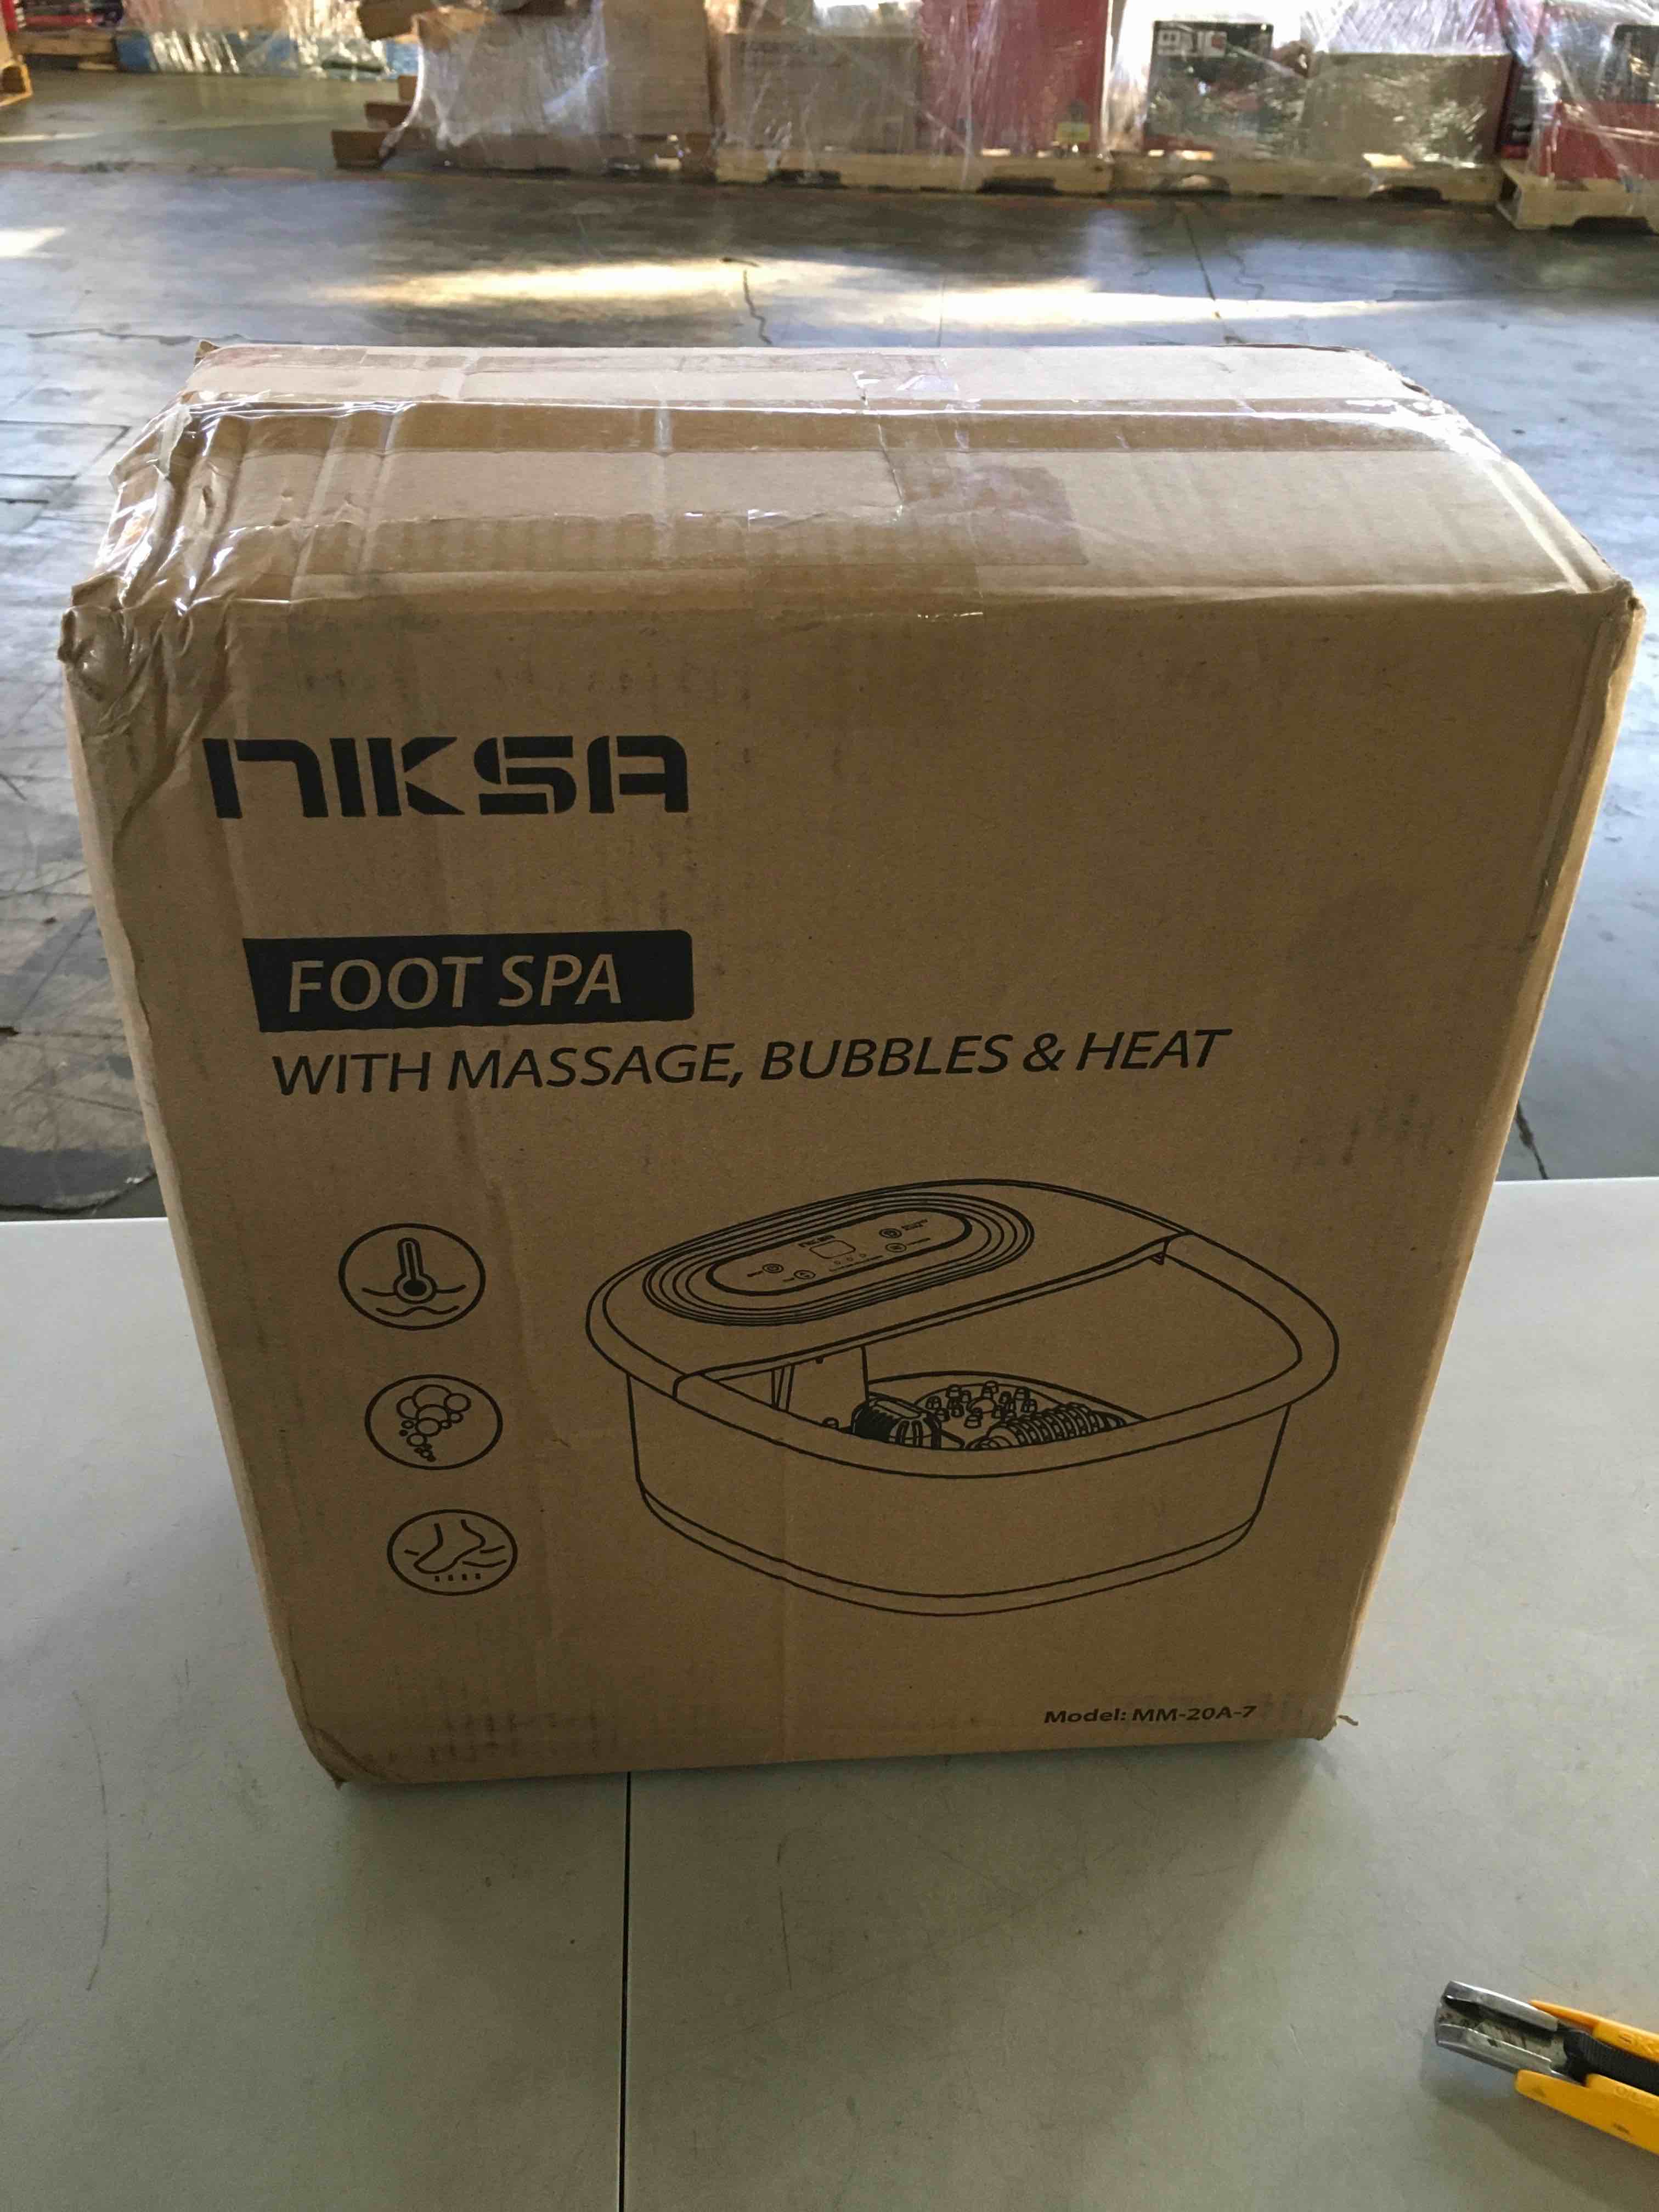 NIKSA
FOOT SPA
WITH MASSAGE, BUBBLES & HEAT
Model: MM-20A-7